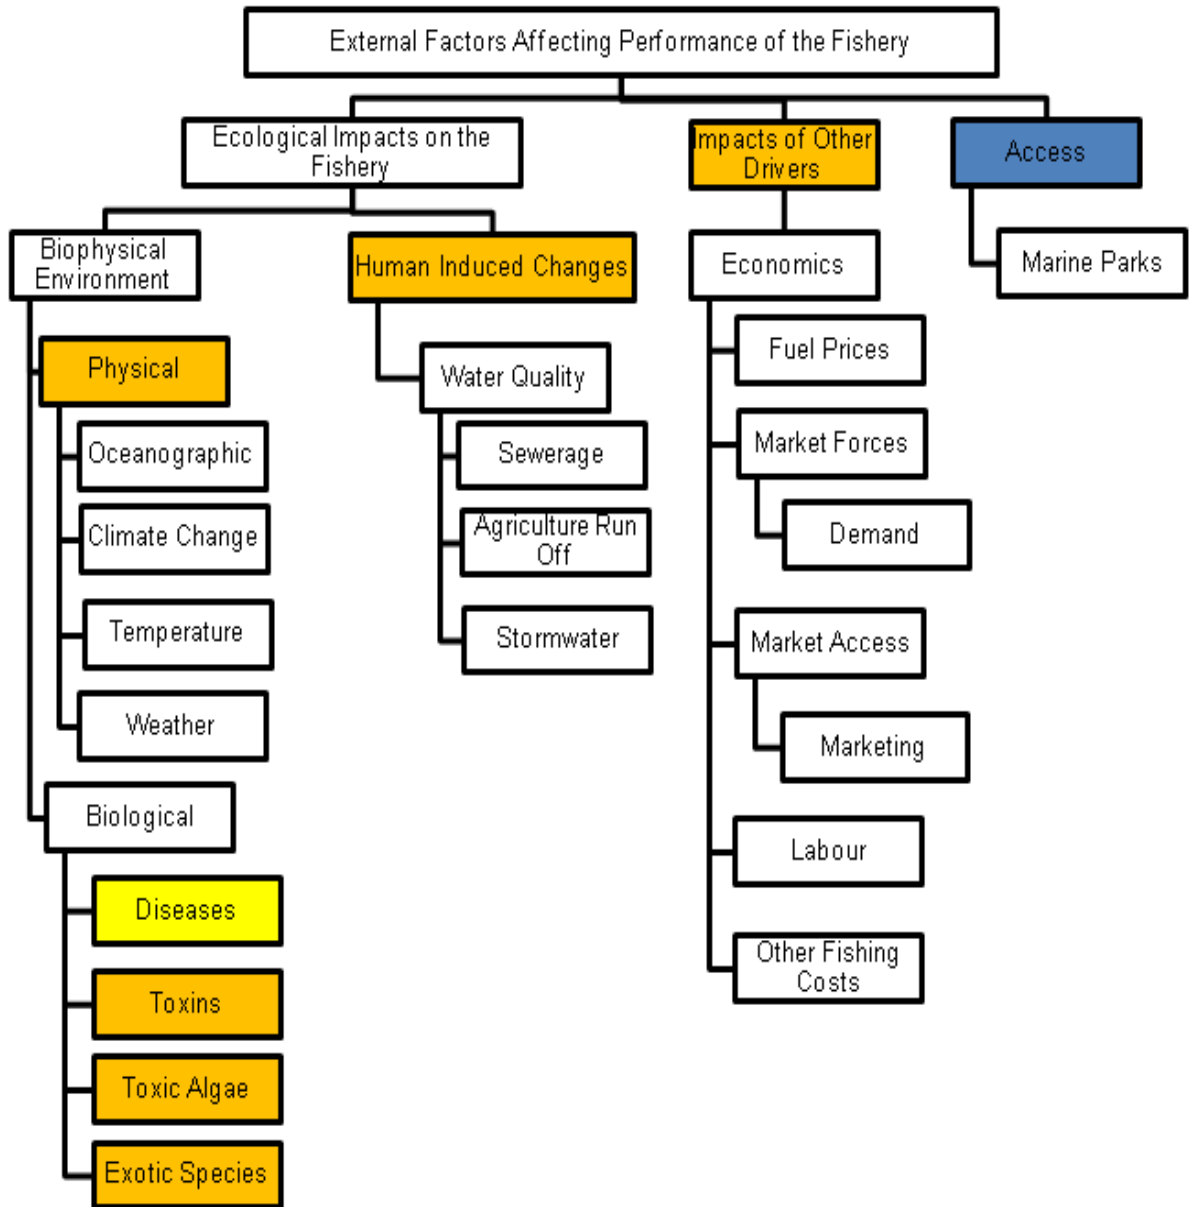 External Factors Affecting Performance of the Fishery
Ecological Impacts on the
Fishery
Impacts of Other
Drivers
Access
Biophysical
Environment
Human Induced Changes
Economics
Marine Parks
Physical
Water Quality
Fuel Prices
Oceanographic
Sewerage
Market Forces
Climate Change
Agriculture Run
Off
Demand
Temperature
Stormwater
Market Access
Weather
Marketing
Biological
Labour
Diseases
Other Fishing
Costs
Toxins
Toxic Algae
Exotic Species